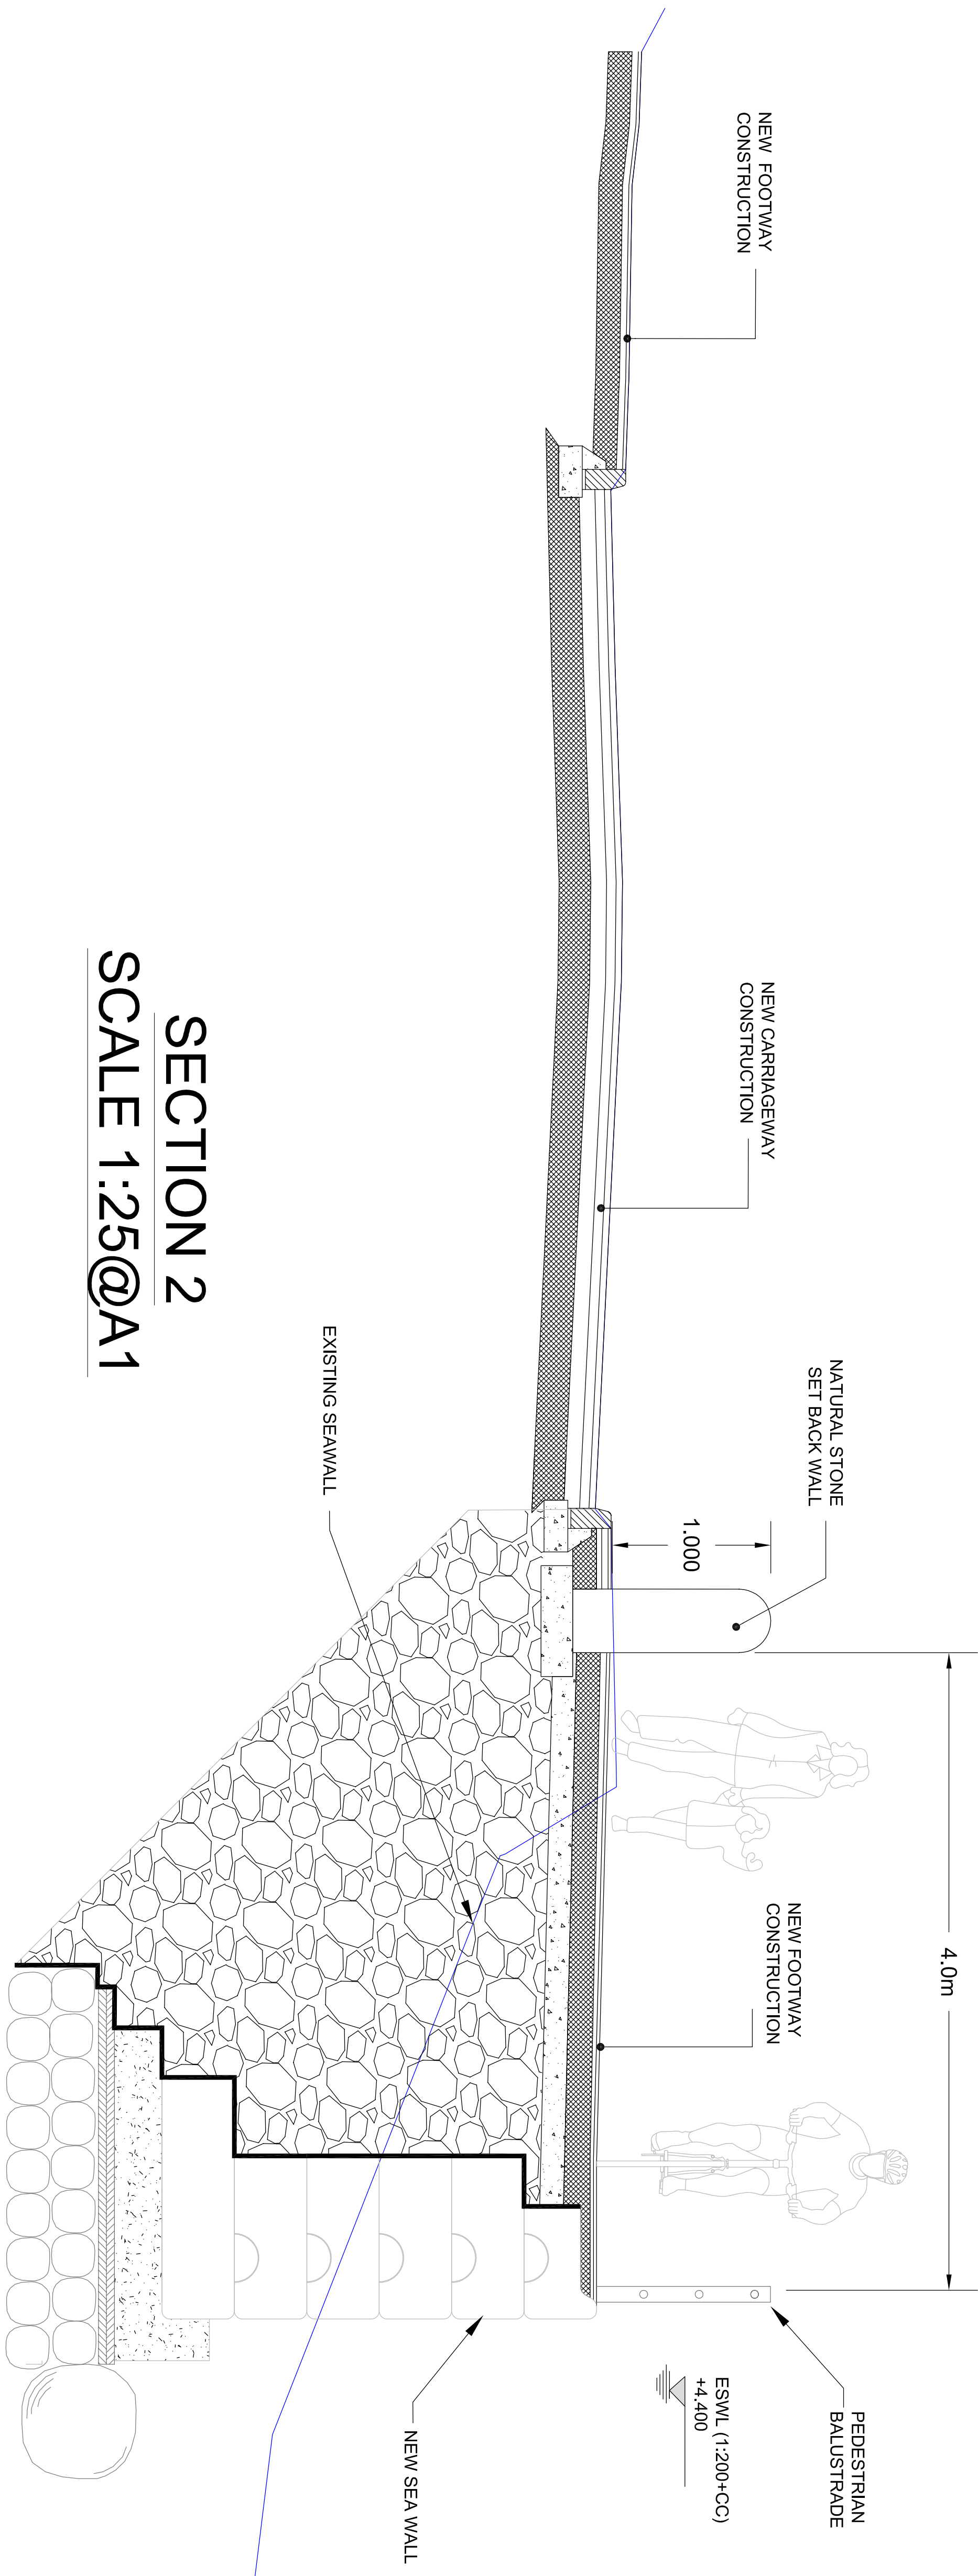 NEW FOOTWAY
CONSTRUCTION
NEW CARRIAGEWAY
CONSTRUCTION
NATURAL STONE
SET BACK WALL
1.000
4.0m
NEW FOOTWAY
CONSTRUCTION
PEDESTRIAN
BALUSTRADE
ESWL (1:200+CC)
+4.400
EXISTING SEAWALL
NEW SEA WALL
SECTION 2
SCALE 1:25@A1